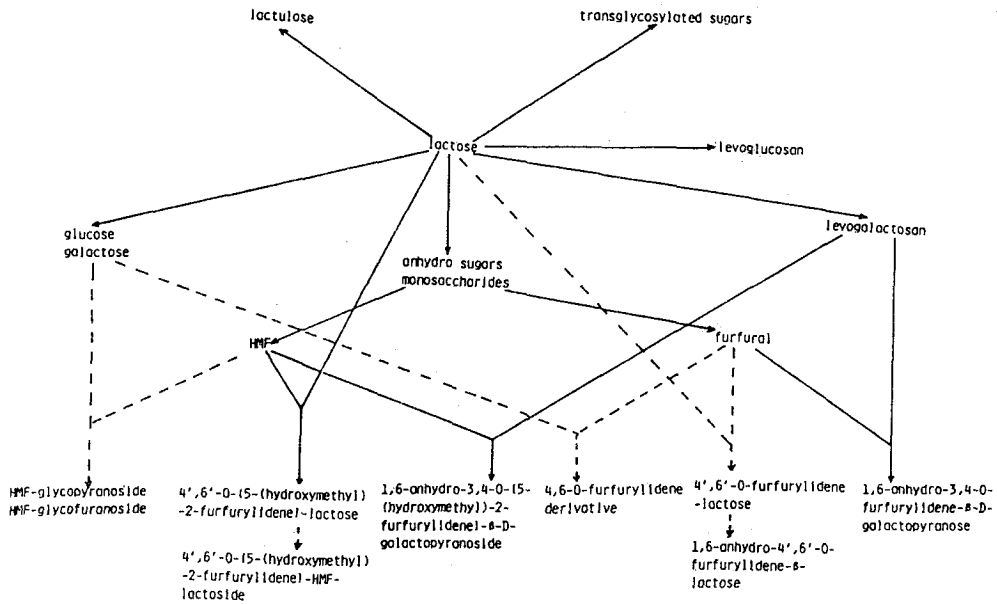 lactulose
transglycosylated sugars
lactose
levoglucosan
glucose
galactose
levogalactosan
anhydro sugars
monosaccharides
HMF
furfural
HMF-glycopyranoside
HMF-glycofuranoside
4',6'-O-(5-(hydroxymethyl)
-2-furfurylidene)-lactose
4',6'-O-(5-(hydroxymethyl)
-2-furfurylidene)-HMF-
lactoside
1,6-anhydro-3,4-O-(5-
(hydroxymethyl)-2-
furfurylidene)-β-D-
galactopyranoside
4,6-O-furfurylidene
derivative
4',6'-O-furfurylidene
-lactose
1,6-anhydro-4',6'-O-
furfurylidene-β-
lactose
1,6-anhydro-3,4-O-
furfurylidene-β-D-
galactopyranose